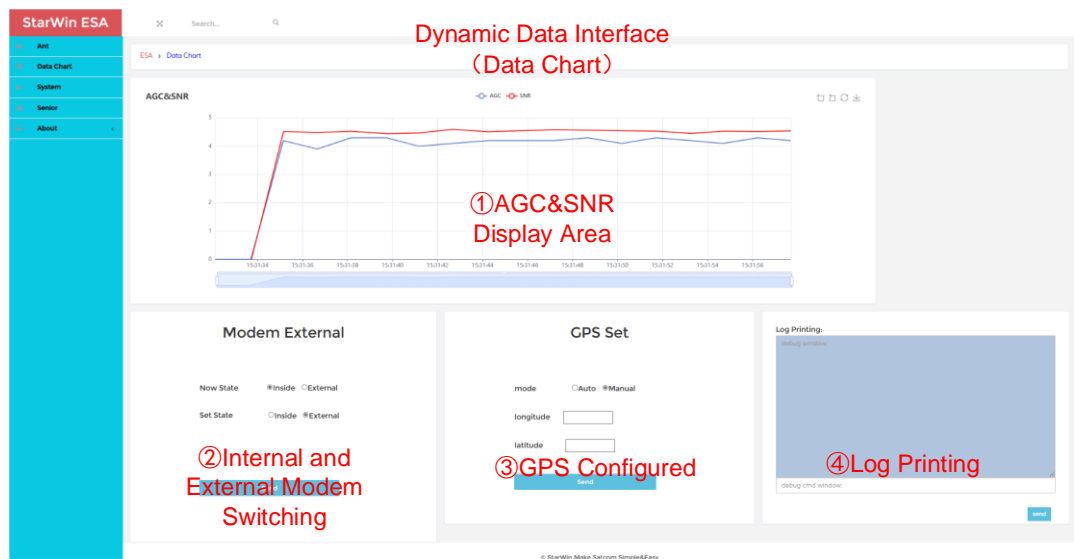 StarWin ESA
Search...
Dynamic Data Interface
（Data Chart）
Ant
Data Chart
System
Senior
About
ESA › Data Chart
AGC&SNR
AGC SNR
5
4
3
2
1
0
15:31:34 15:31:36 15:31:38 15:31:40 15:31:42 15:31:44 15:31:46 15:31:48 15:31:50 15:31:52 15:31:54 15:31:56
①AGC&SNR
Display Area
Modem External
Now State Inside External
Set State Inside External
②Internal and
External Modem
Switching
GPS Set
mode Auto Manual
longitude
latitude
③GPS Configured
Send
Log Printing:
debug window
④Log Printing
debug cmd window:
send
© StarWin Make Satcom Simple&Easy